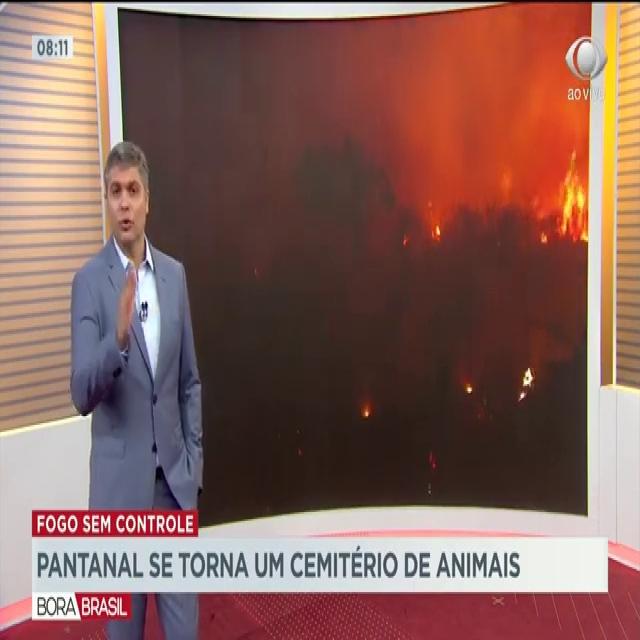 08:11
ao vivo
FOGO SEM CONTROLE
PANTANAL SE TORNA UM CEMITÉRIO DE ANIMAIS
BORA BRASIL